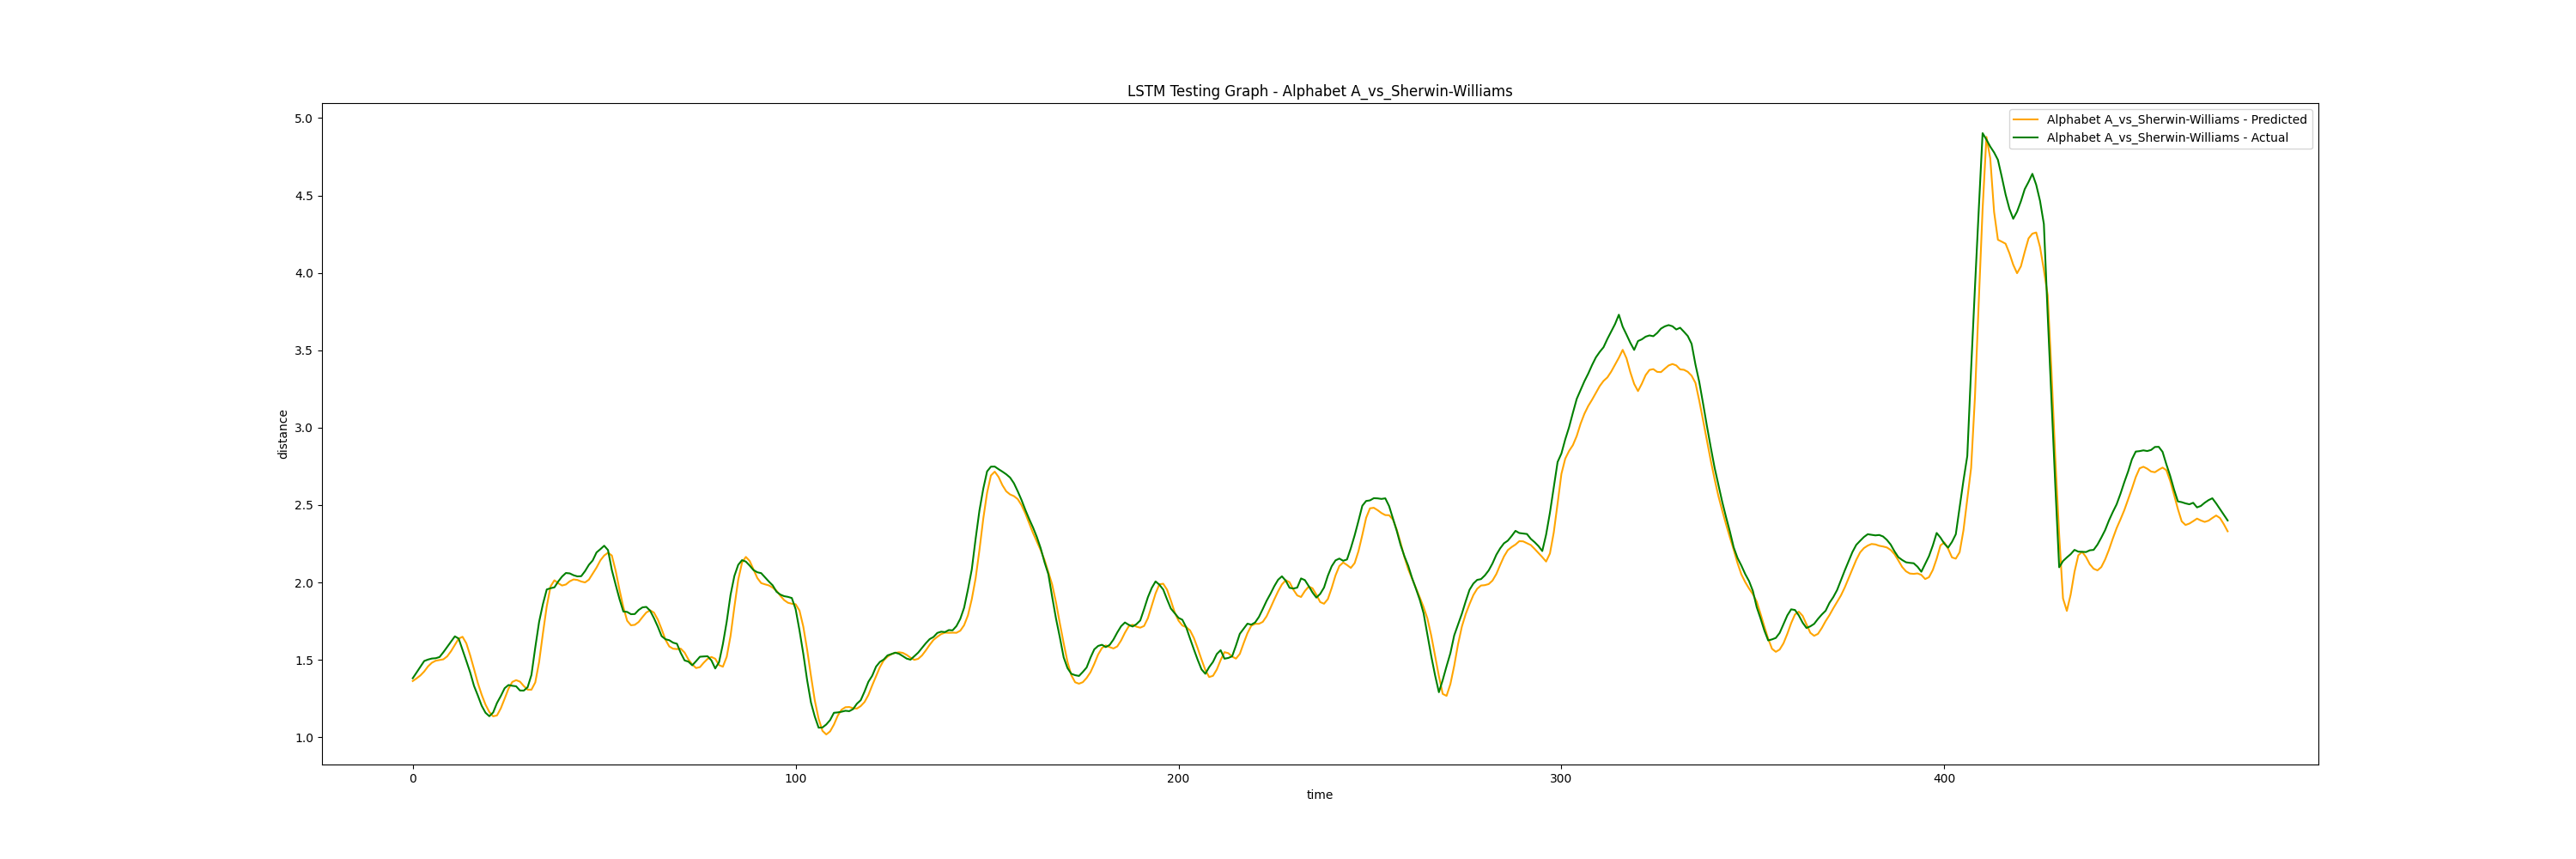 LSTM Testing Graph - Alphabet A_vs_Sherwin-Williams
Alphabet A_vs_Sherwin-Williams - Predicted
Alphabet A_vs_Sherwin-Williams - Actual
distance
5.0
4.5
4.0
3.5
3.0
2.5
2.0
1.5
1.0
0 100 200 300 400
time